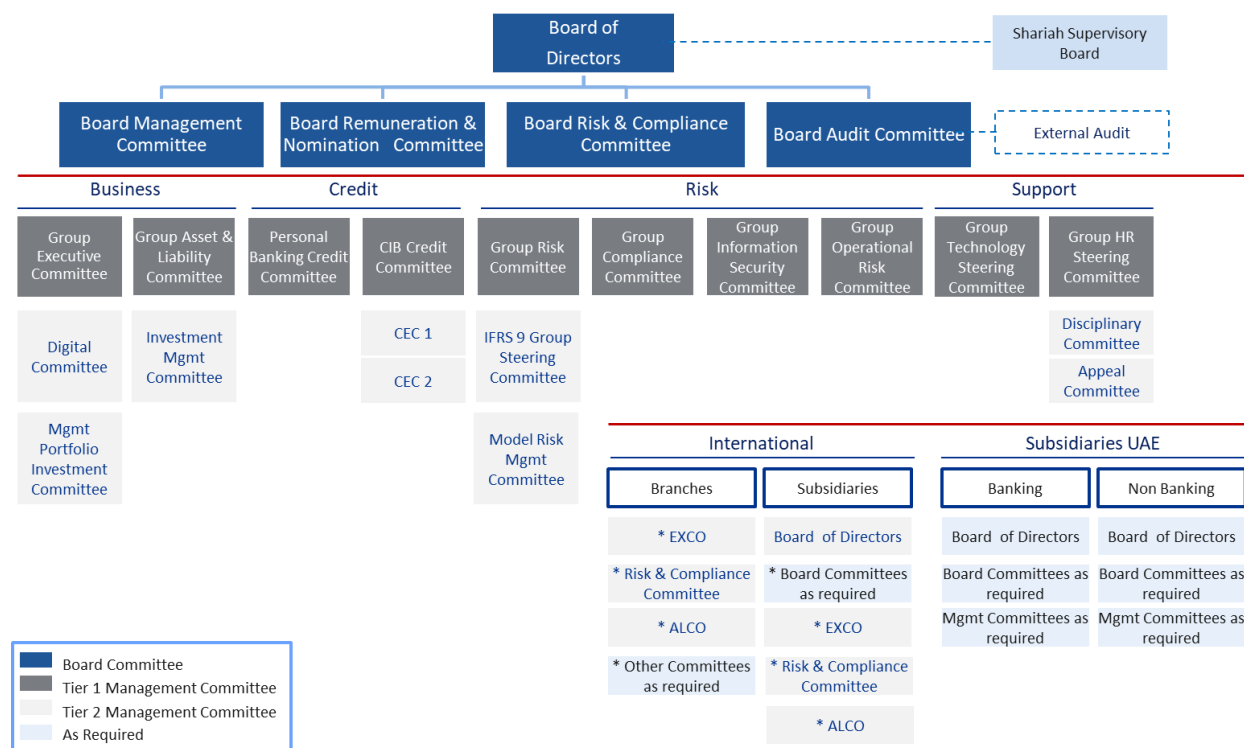 Board of
Directors
Shariah Supervisory
Board
Board Management
Committee
Board Remuneration &
Nomination Committee
Board Risk & Compliance
Committee
Board Audit Committee
External Audit
Business
Credit
Risk
Support
Group
Executive
Committee
Group Asset &
Liability
Committee
Personal
Banking Credit
Committee
CIB Credit
Committee
Group Risk
Committee
Group
Compliance
Committee
Group
Information
Security
Committee
Group
Operational
Risk
Committee
Group
Technology
Steering
Committee
Group HR
Steering
Committee
Digital
Committee
Investment
Mgmt
Committee
CEC 1
CEC 2
IFRS 9 Group
Steering
Committee
Disciplinary
Committee
Appeal
Committee
Mgmt
Portfolio
Investment
Committee
Model Risk
Mgmt
Committee
International
Subsidiaries UAE
Branches
Subsidiaries
Banking
Non Banking
* EXCO
* Risk & Compliance
Committee
* ALCO
* Other Committees
as required
Board of Directors
* Board Committees
as required
* EXCO
* Risk & Compliance
Committee
* ALCO
Board of Directors
Board Committees as
required
Mgmt Committees as
required
Board of Directors
Board Committees as
required
Mgmt Committees as
required
Board Committee
Tier 1 Management Committee
Tier 2 Management Committee
As Required